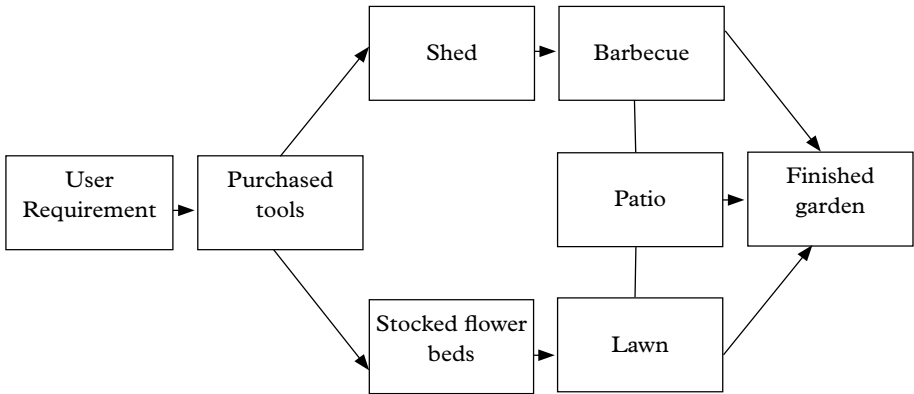 Shed
Barbecue
User
Requirement
Purchased
tools
Patio
Finished
garden
Stocked flower
beds
Lawn